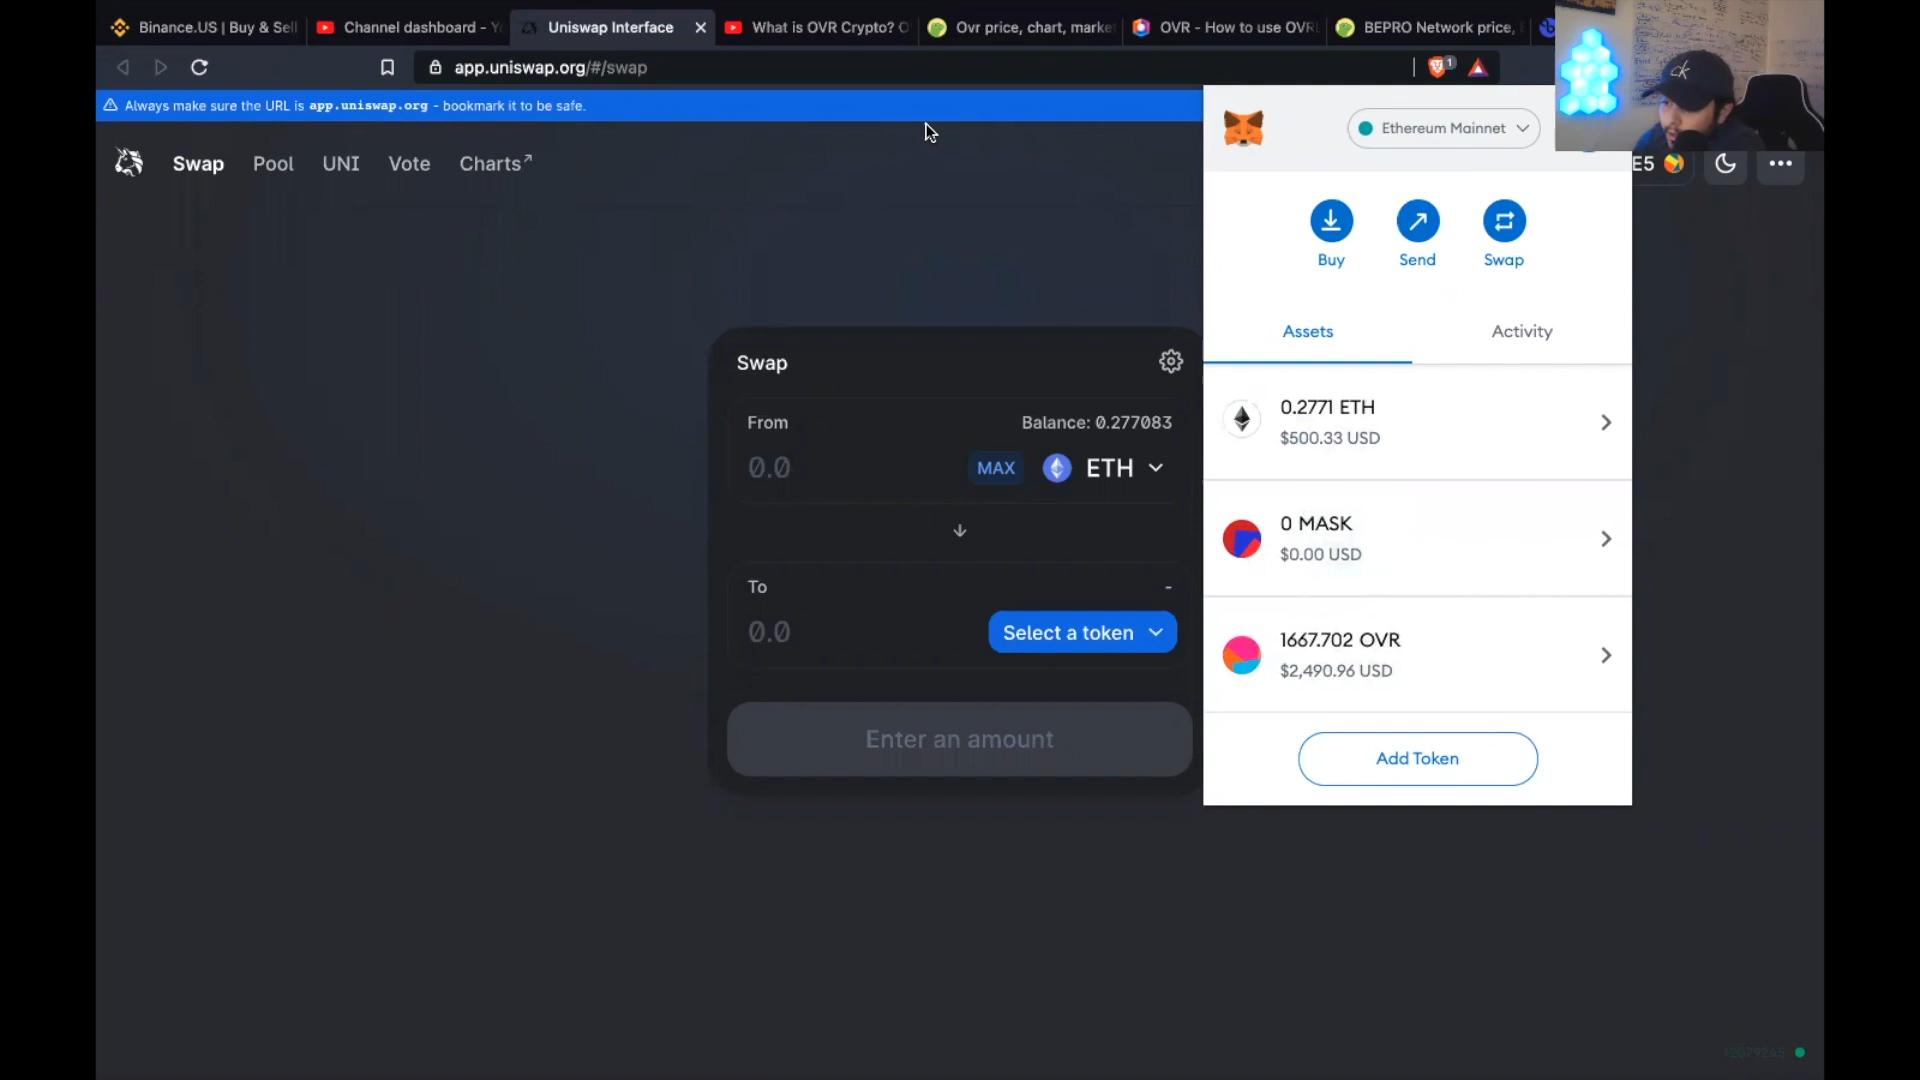 Binance.US | Buy & Sell
Channel dashboard - Y
Uniswap Interface
What is OVR Crypto? O
Ovr price, chart, marke
OVR - How to use OVR
BEPRO Network price,
app.uniswap.org/#/swap
1
Always make sure the URL is app.uniswap.org - bookmark it to be safe.
Swap
Pool
UNI
Vote
Charts↗
Ethereum Mainnet
ck
E5
Buy
Send
Swap
Assets
Activity
Swap
From
Balance: 0.277083
0.0
MAX
ETH
To
-
0.0
Select a token
Enter an amount
0.2771 ETH
$500.33 USD
0 MASK
$0.00 USD
1667.702 OVR
$2,490.96 USD
Add Token